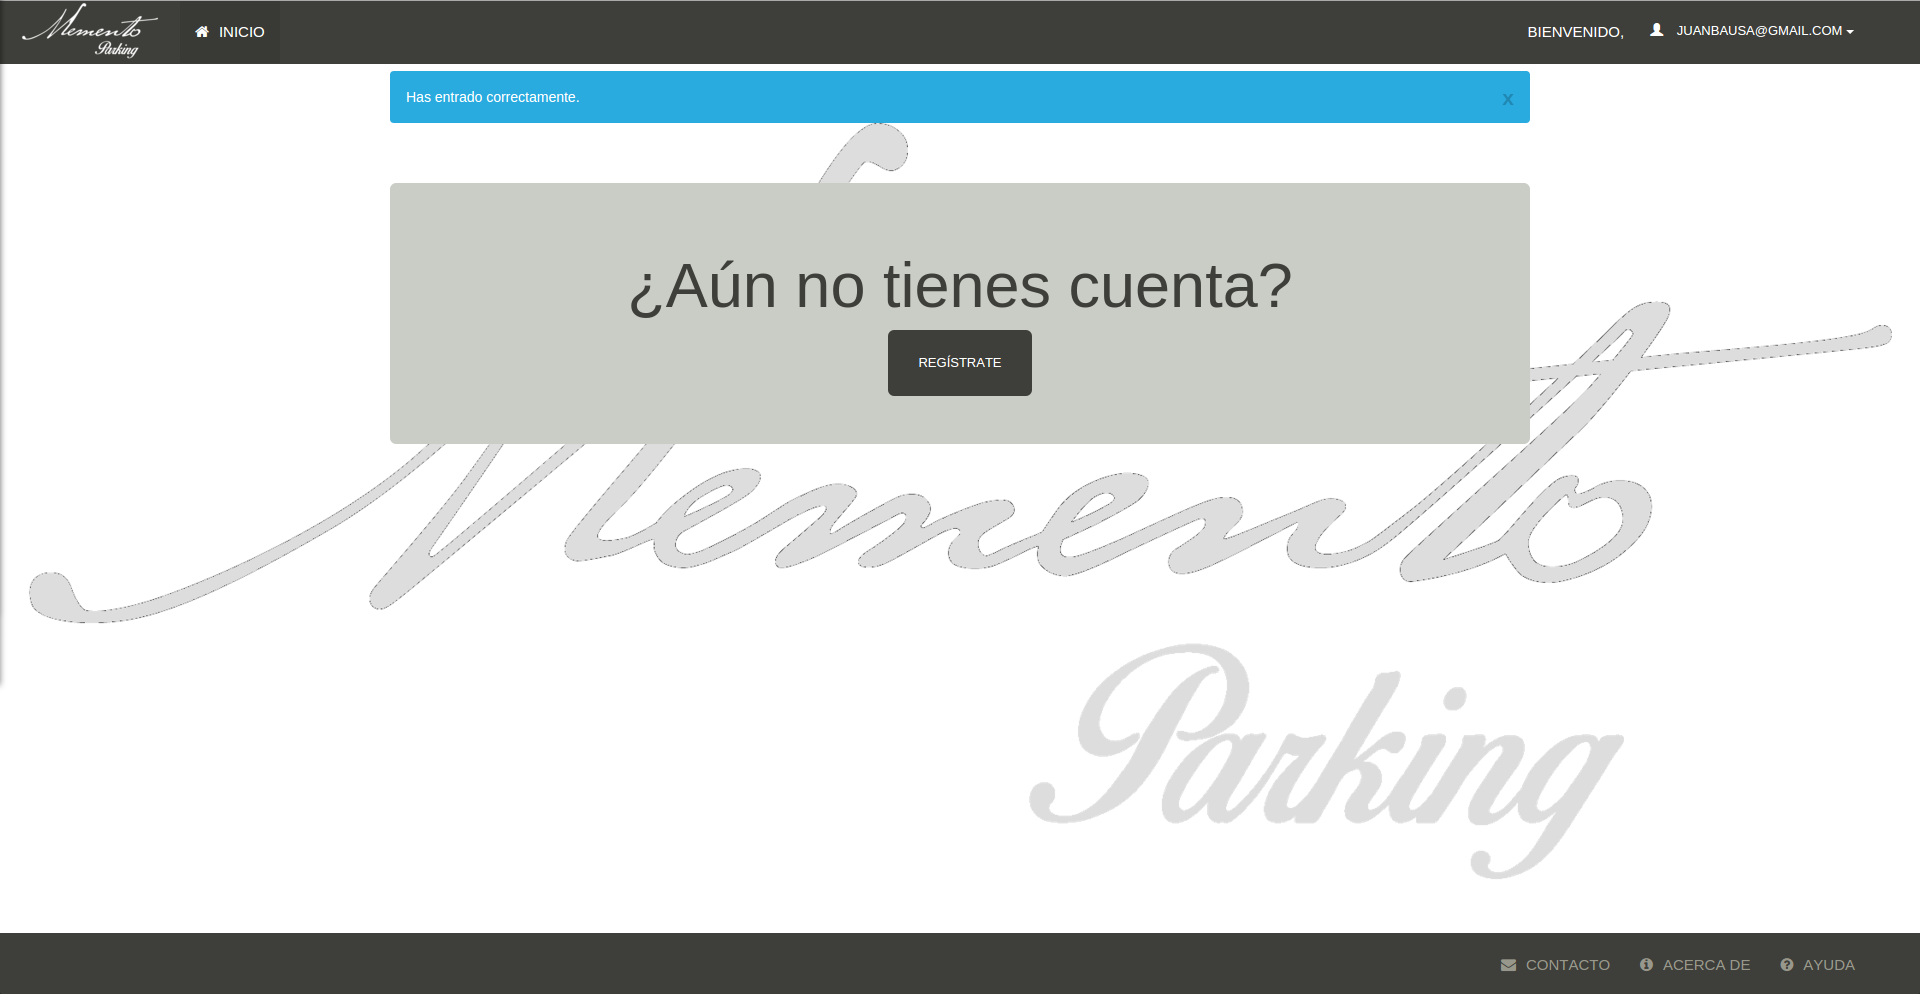 Memento
Parking
INICIO
BIENVENIDO,
JUANBAUSA@GMAIL.COM
Has entrado correctamente.
x
¿Aún no tienes cuenta?
REGÍSTRATE
Memento
Parking
CONTACTO
ACERCA DE
AYUDA